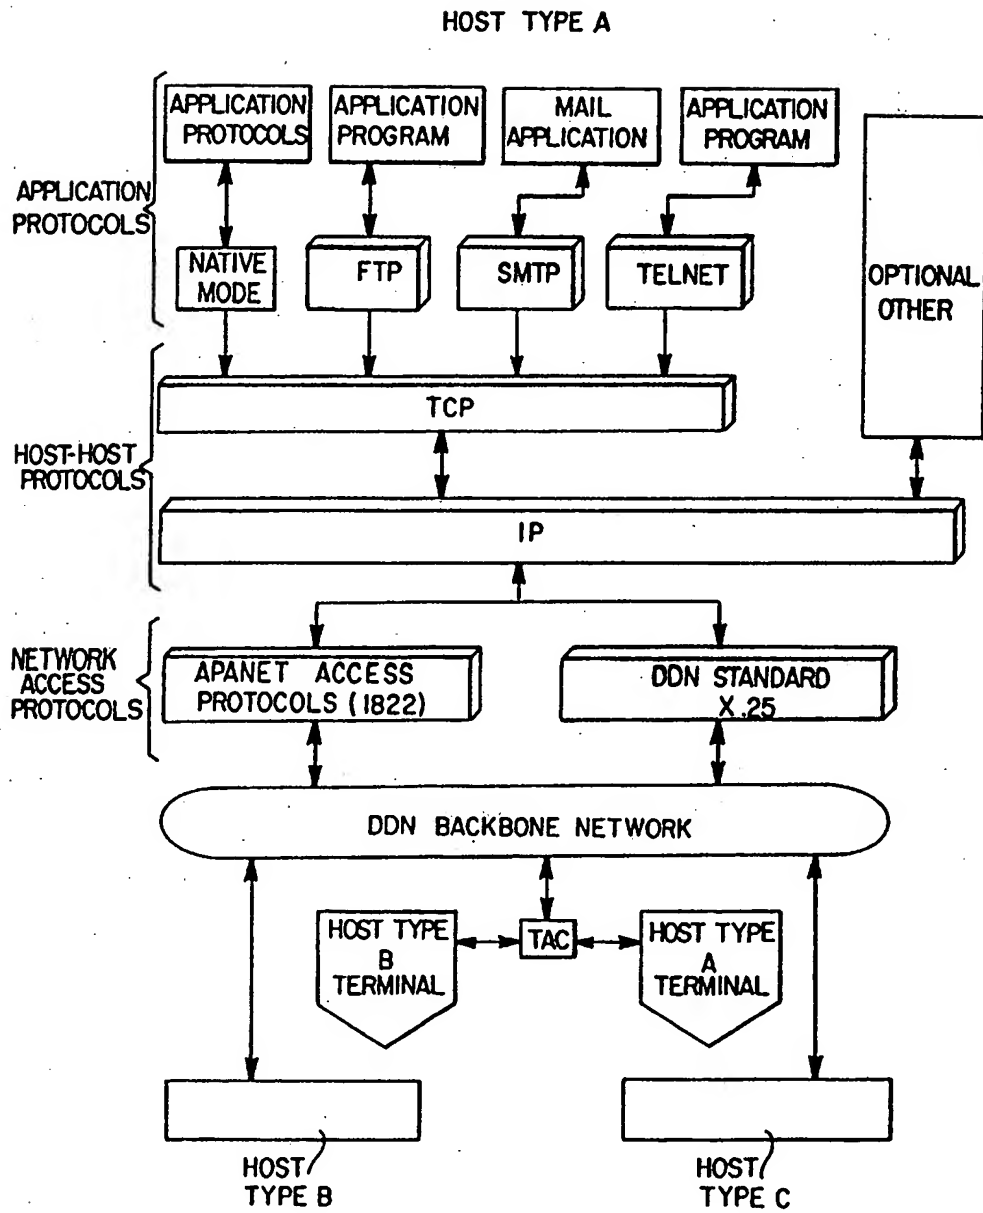 HOST TYPE A
APPLICATION
PROTOCOLS
APPLICATION
PROGRAM
MAIL
APPLICATION
APPLICATION
PROGRAM
APPLICATION
PROTOCOLS
NATIVE
MODE
FTP
SMTP
TELNET
OPTIONAL
OTHER
TCP
HOST-HOST
PROTOCOLS
IP
NETWORK
ACCESS
PROTOCOLS
APANET ACCESS
PROTOCOLS (1822)
DDN STANDARD
X.25
DDN BACKBONE NETWORK
HOST TYPE
B
TERMINAL
TAC
HOST TYPE
A
TERMINAL
HOST
TYPE B
HOST
TYPE C